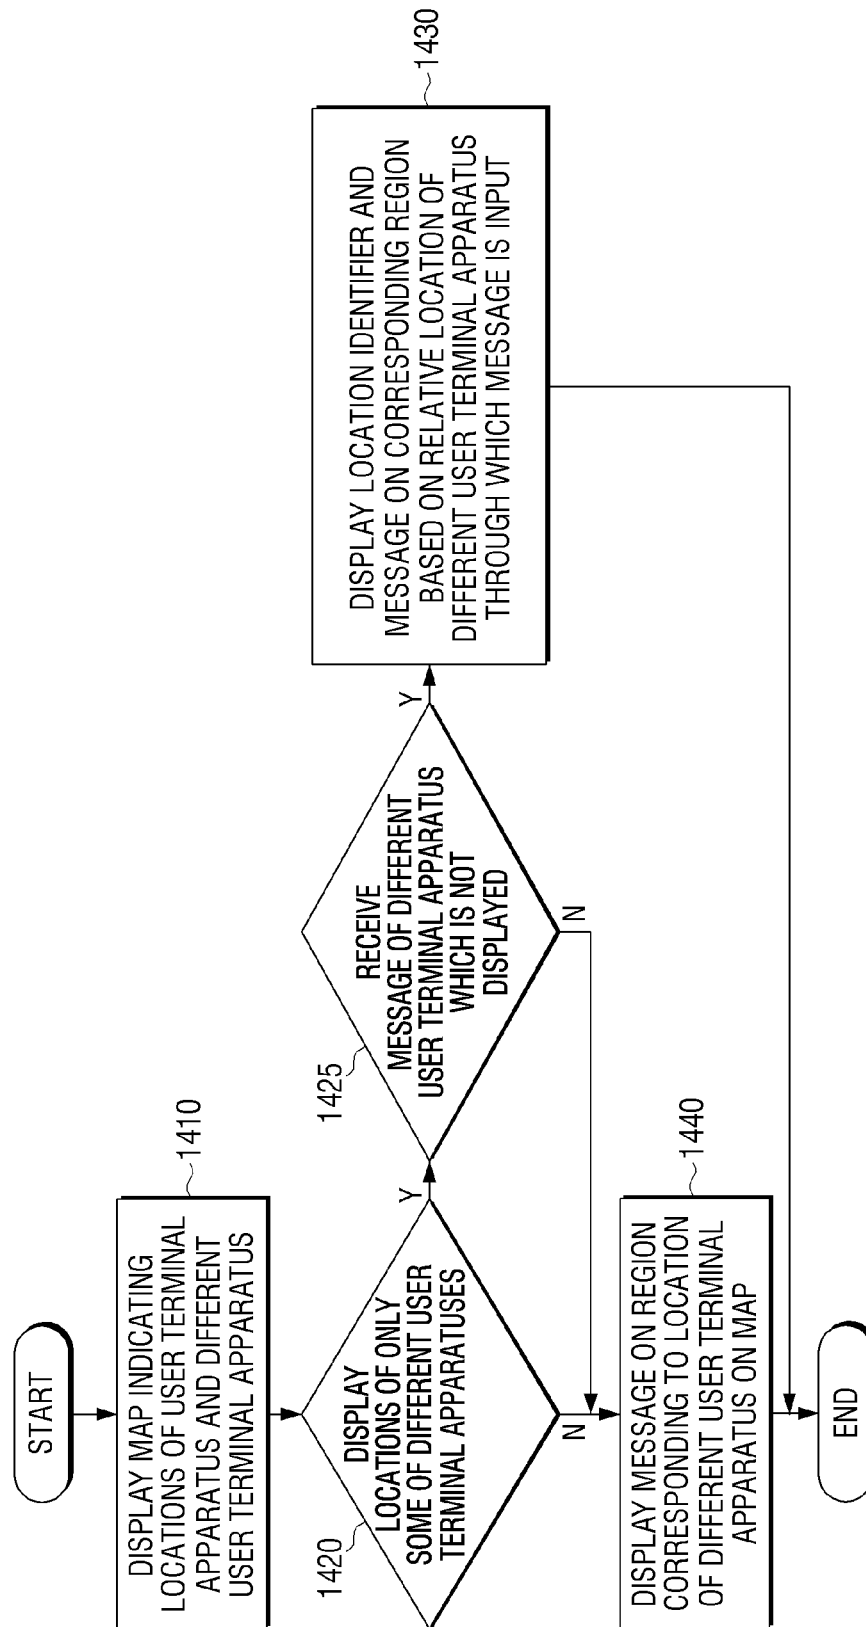 START
DISPLAY MAP INDICATING
LOCATIONS OF USER TERMINAL
APPARATUS AND DIFFERENT
USER TERMINAL APPARATUS
1410
DISPLAY
LOCATIONS OF ONLY
SOME OF DIFFERENT USER
TERMINAL APPARATUSES
1420
Y
N
RECEIVE
MESSAGE OF DIFFERENT
USER TERMINAL APPARATUS
WHICH IS NOT
DISPLAYED
1425
Y
N
DISPLAY LOCATION IDENTIFIER AND
MESSAGE ON CORRESPONDING REGION
BASED ON RELATIVE LOCATION OF
DIFFERENT USER TERMINAL APPARATUS
THROUGH WHICH MESSAGE IS INPUT
1430
DISPLAY MESSAGE ON REGION
CORRESPONDING TO LOCATION
OF DIFFERENT USER TERMINAL
APPARATUS ON MAP
1440
END